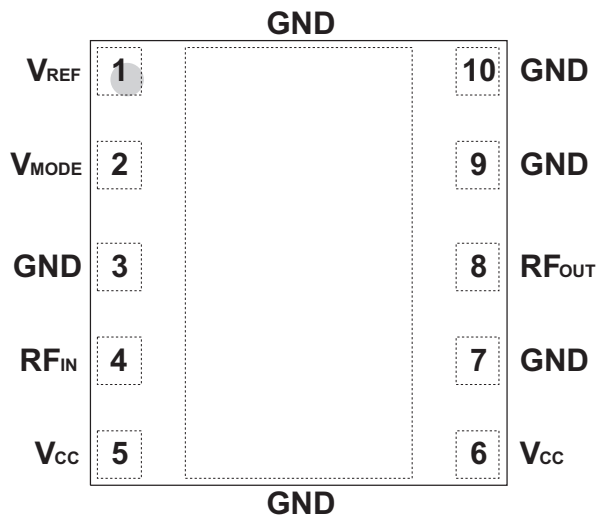 GND
VREF 1 10 GND
VMODE 2 9 GND
GND 3 8 RFOUT
RFIN 4 7 GND
VCC 5 6 VCC
GND